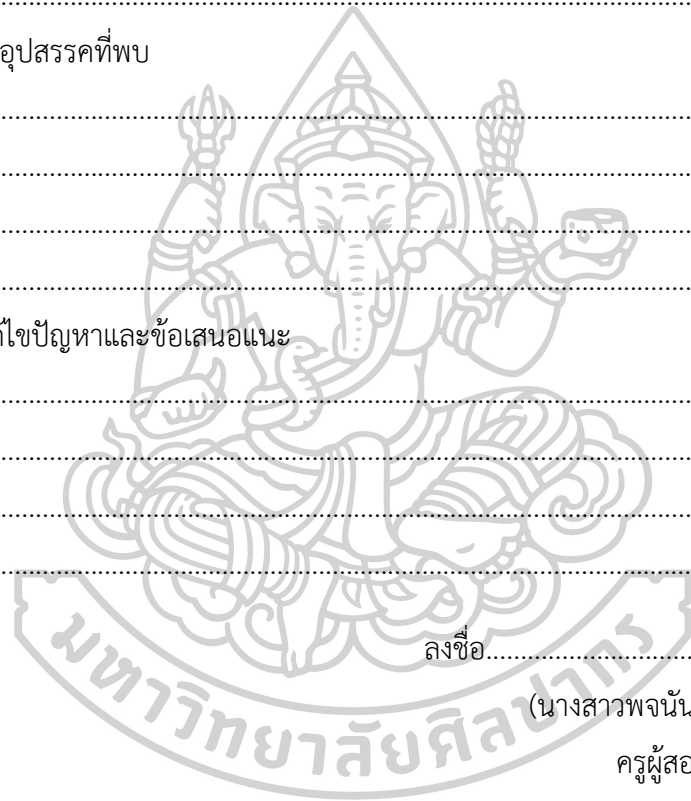 อุปสรรคที่พบ
ไขปัญหาและข้อเสนอแนะ
ลงชื่อ
(นางสาวพจนัน
ครูผู้สอ
มหาวิทยาลัยศิลปากร